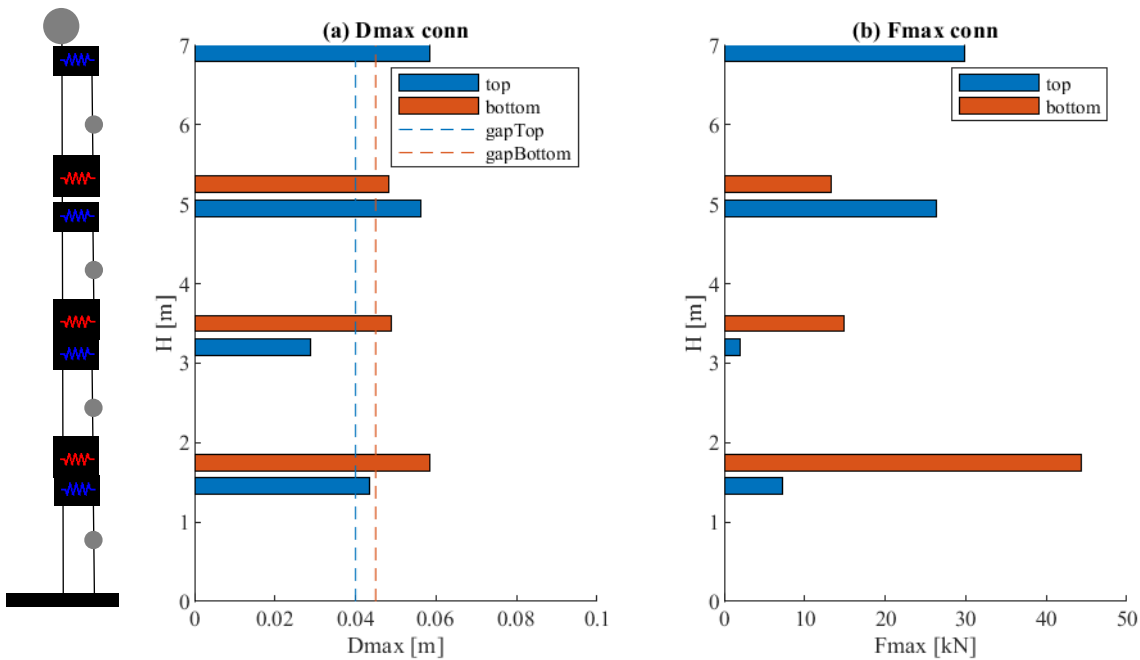 (a) Dmax conn
7
6
5
4
3
2
1
0
H [m]
top
bottom
gapTop
gapBottom
0 0.02 0.04 0.06 0.08 0.1
Dmax [m]
(b) Fmax conn
7
6
5
4
3
2
1
0
H [m]
top
bottom
0 10 20 30 40 50
Fmax [kN]